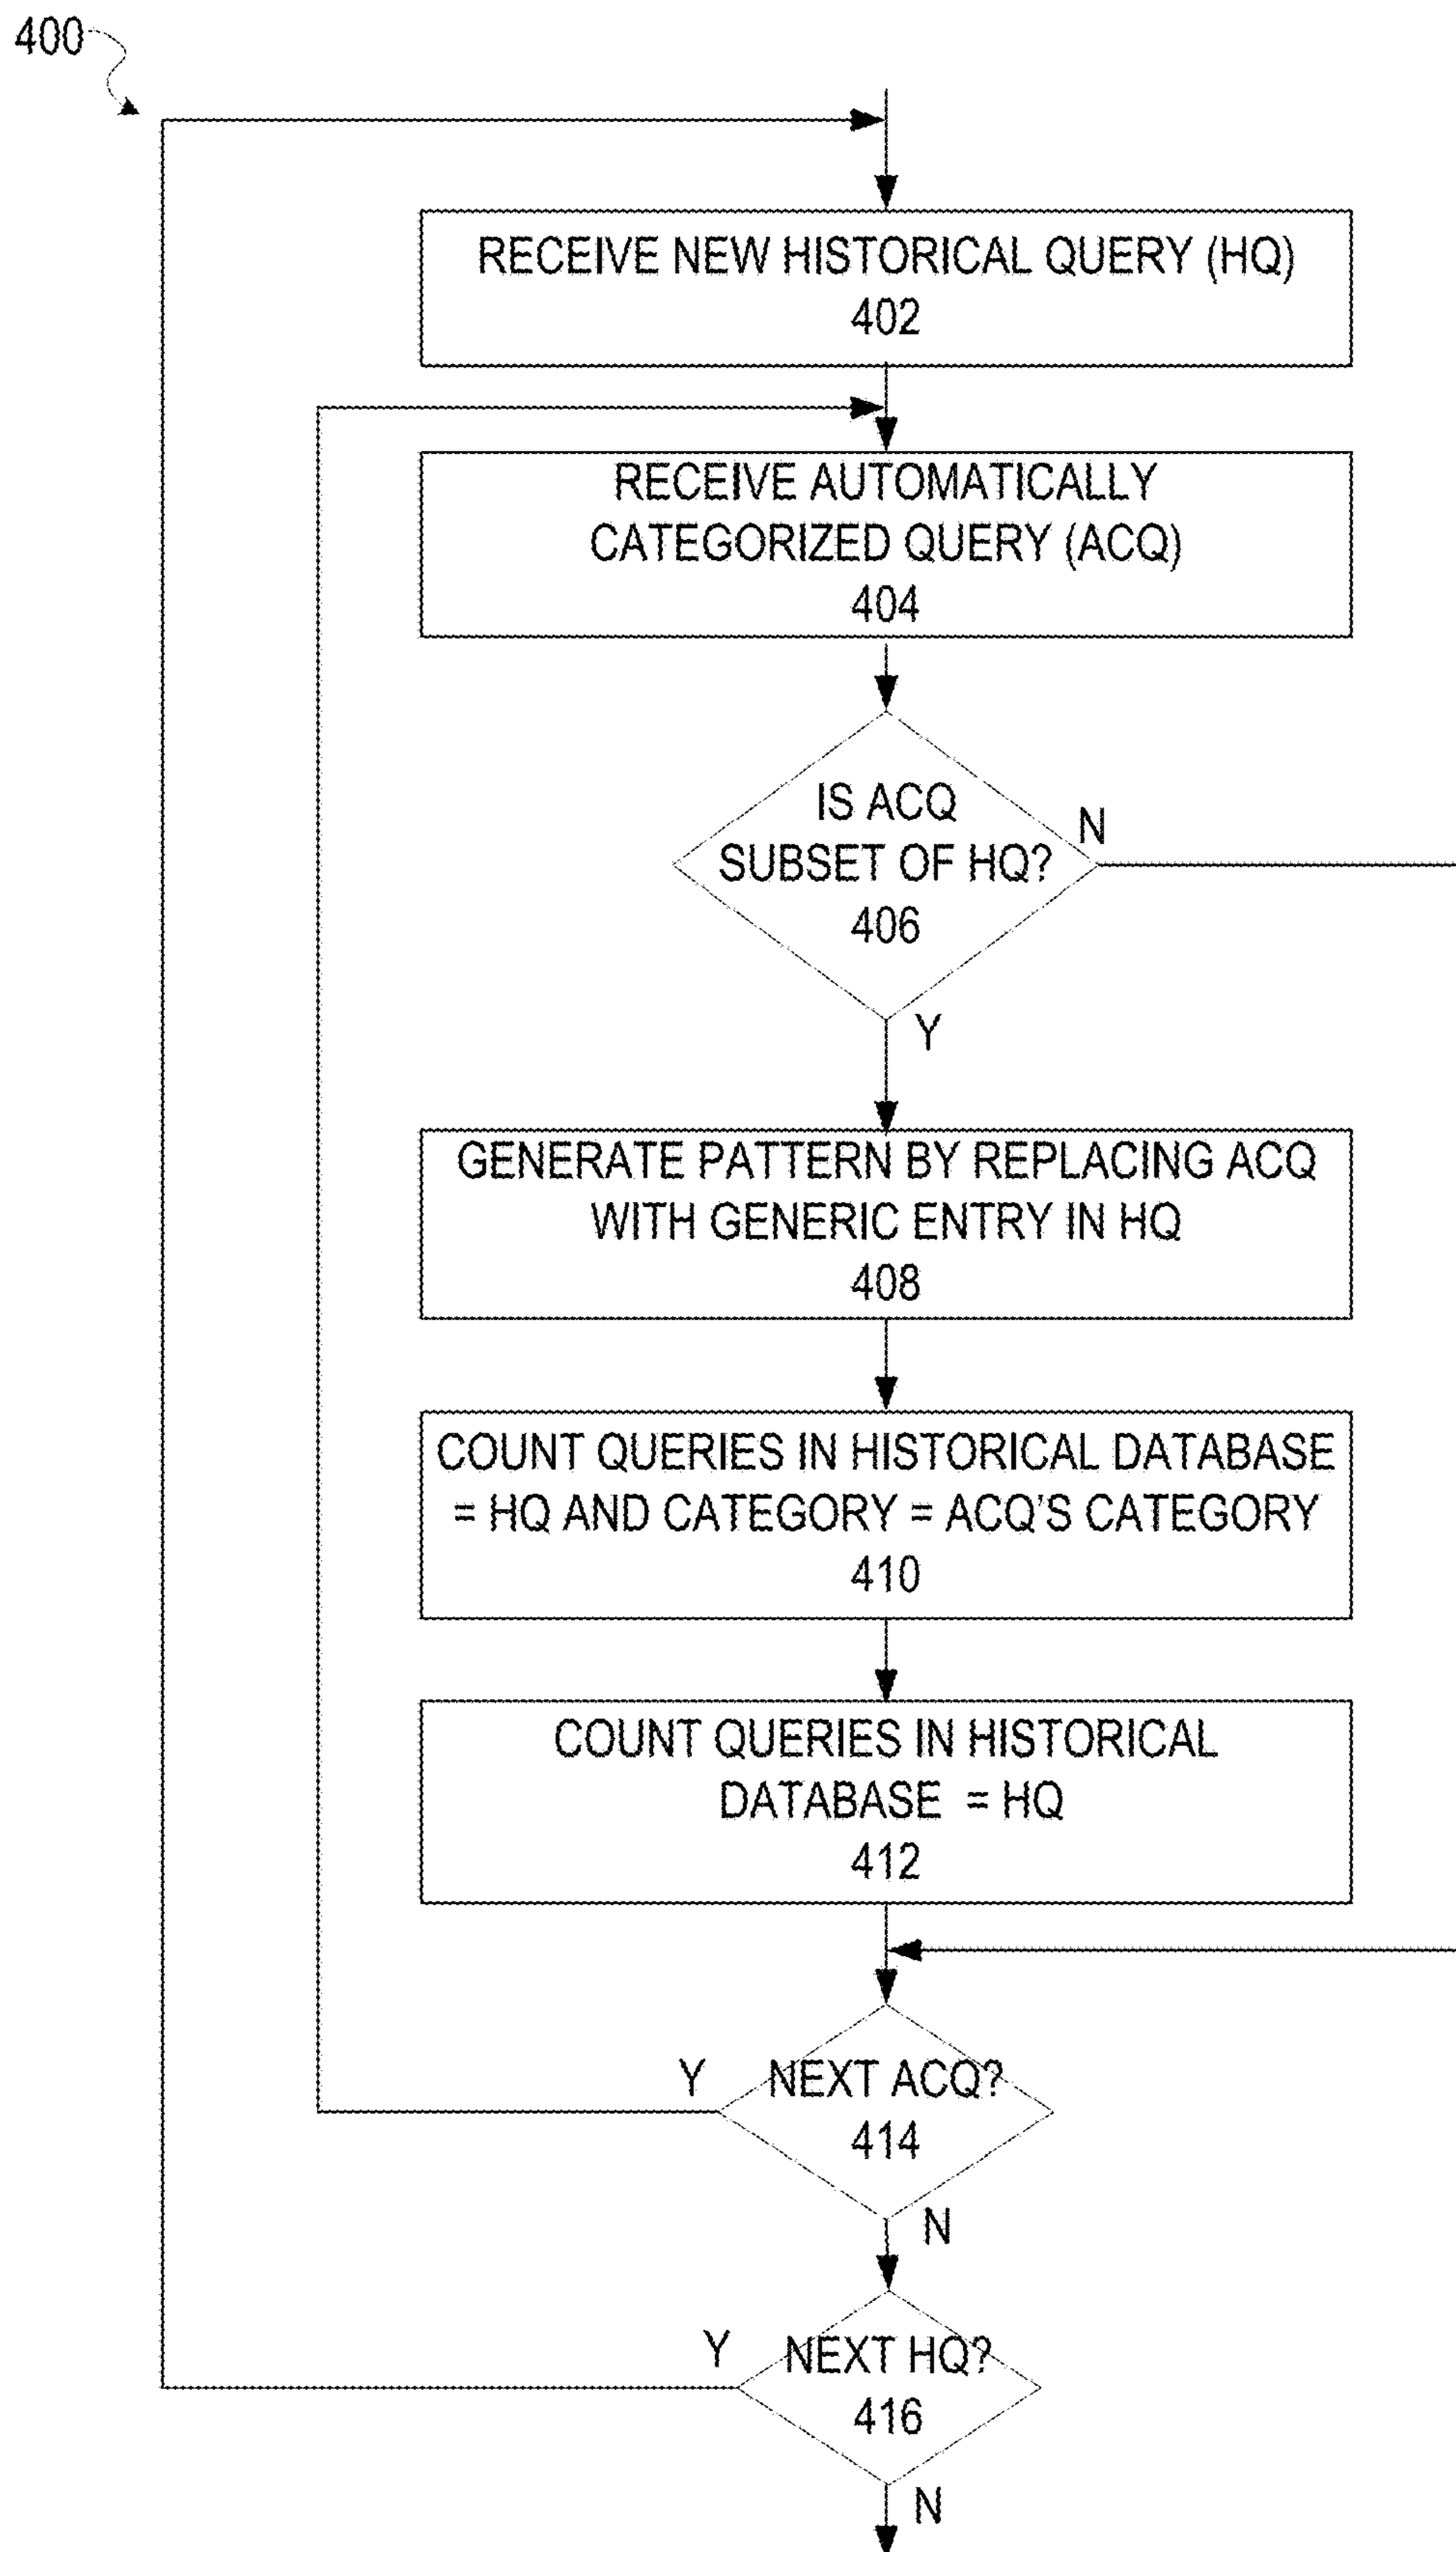 400
RECEIVE NEW HISTORICAL QUERY (HQ)
402
RECEIVE AUTOMATICALLY
CATEGORIZED QUERY (ACQ)
404
IS ACQ
N
SUBSET OF HQ?
406
Y
GENERATE PATTERN BY REPLACING ACQ
WITH GENERIC ENTRY IN HQ
408
COUNT QUERIES IN HISTORICAL DATABASE
= HQ AND CATEGORY = ACQ'S CATEGORY
410
COUNT QUERIES IN HISTORICAL
DATABASE = HQ
412
Y
NEXT ACQ?
414
N
Y
NEXT HQ?
416
N